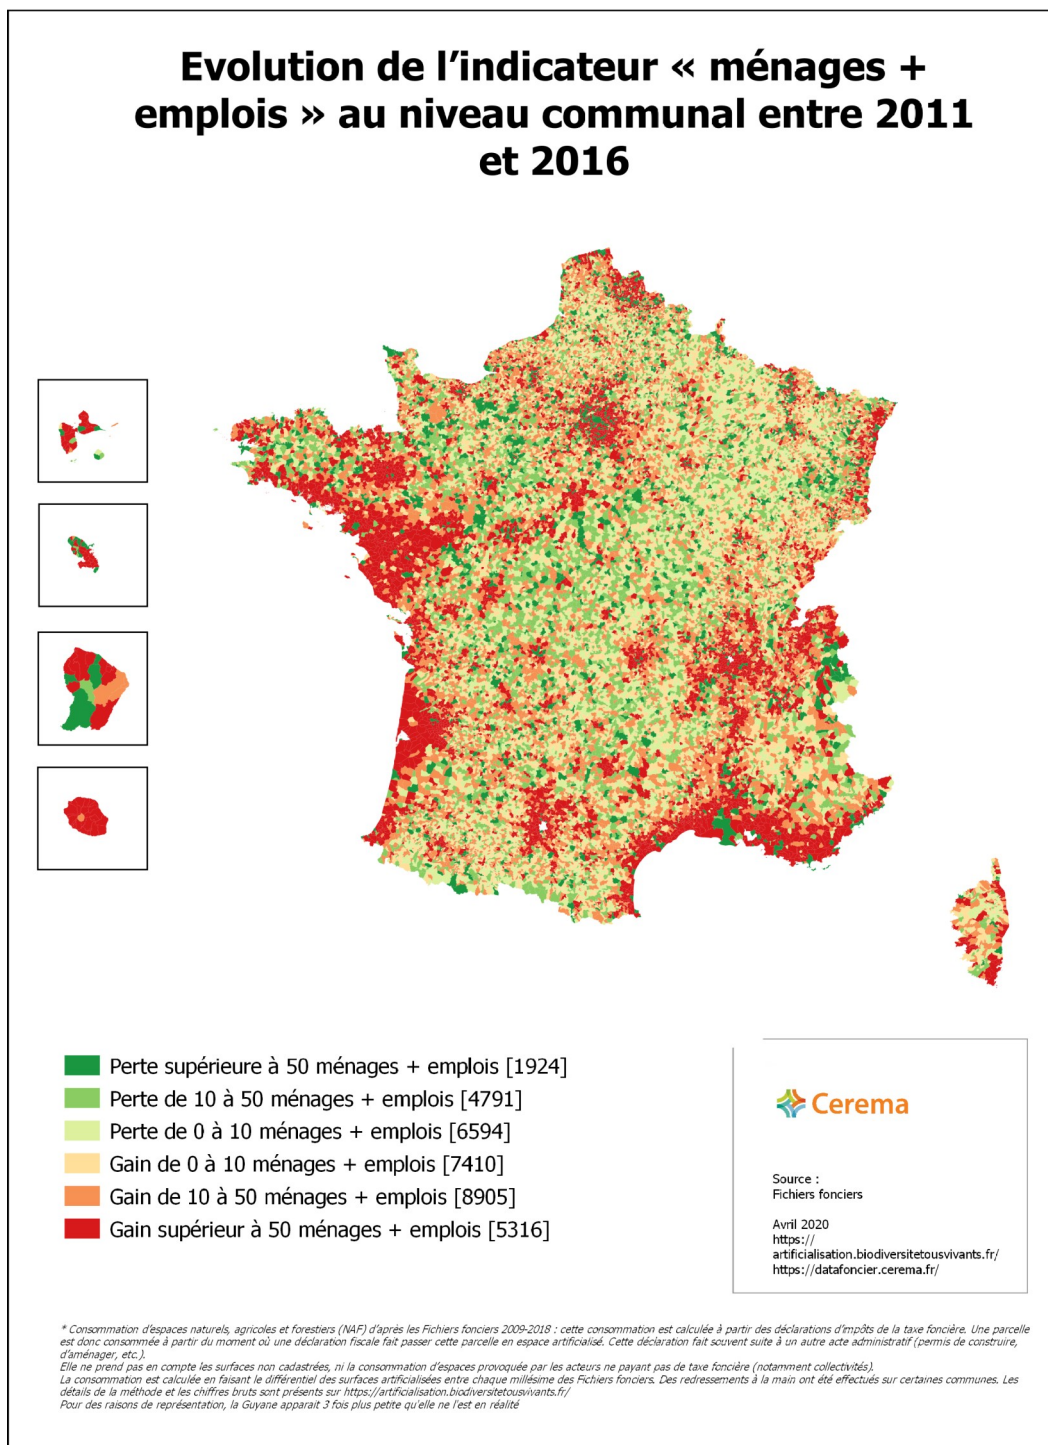 Evolution de l’indicateur « ménages +
emplois » au niveau communal entre 2011
et 2016
Perte supérieure à 50 ménages + emplois [1924]
Perte de 10 à 50 ménages + emplois [4791]
Perte de 0 à 10 ménages + emplois [6594]
Gain de 0 à 10 ménages + emplois [7410]
Gain de 10 à 50 ménages + emplois [8905]
Gain supérieur à 50 ménages + emplois [5316]
Cerema
Source :
Fichiers fonciers
Avril 2020
https://
artificialisation.biodiversitetousvivants.fr/
https://datafoncier.cerema.fr/
* Consommation d'espaces naturels, agricoles et forestiers (NAF) d'après les Fichiers fonciers 2009-2018 : cette consommation est calculée à partir des déclarations d'impôts de la taxe foncière. Une parcelle
est donc consommée à partir du moment où une déclaration fiscale fait passer cette parcelle en espace artificialisé. Cette déclaration fait souvent suite à un autre acte administratif (permis de construire,
d'aménager, etc.).
Elle ne prend pas en compte les surfaces non cadastrées, ni la consommation d'espaces provoquée par les acteurs ne payant pas de taxe foncière (notamment collectivités).
La consommation est calculée en faisant le différentiel des surfaces artificialisées entre chaque millésime des Fichiers fonciers. Des redressements à la main ont été effectués sur certaines communes. Les
détails de la méthode et les chiffres bruts sont présents sur https://artificialisation.biodiversitetousvivants.fr/
Pour des raisons de représentation, la Guyane apparait 3 fois plus petite qu'elle ne l'est en réalité